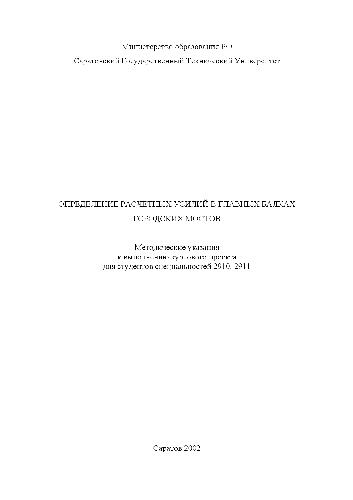 Министерство образования РФ
Саратовский Государственный Технический Университет
ОПРЕДЕЛЕНИЕ РАСЧЕТНЫХ УСИЛИЙ В ГЛАВНЫХ БАЛКАХ
ГОРОДСКИХ МОСТОВ
Методические указания
к выполнению курсового проекта
для студентов специальностей 2910, 2911
Саратов 2002